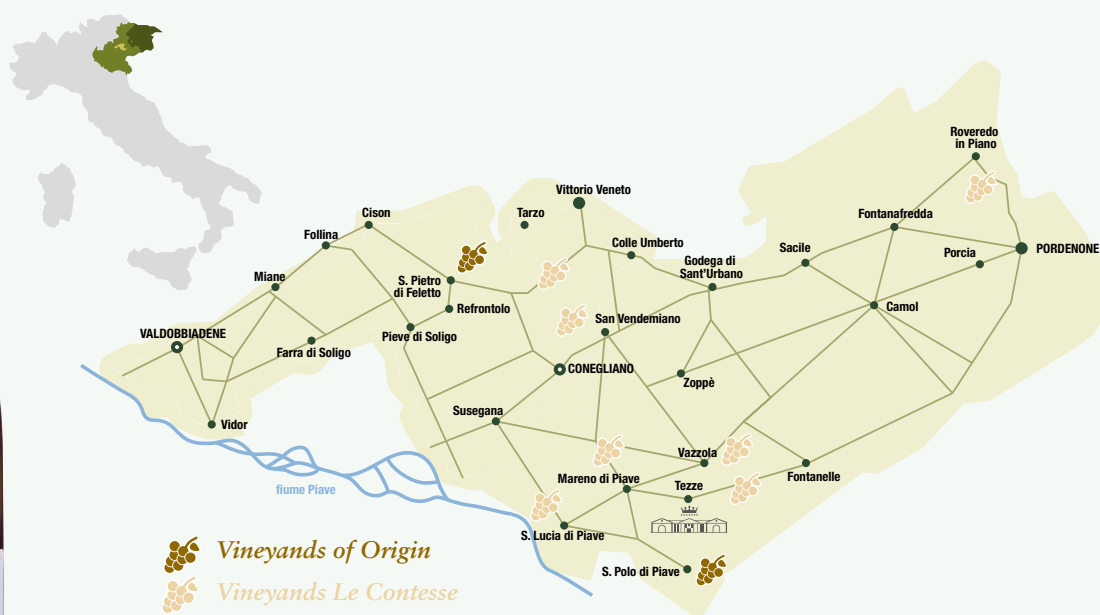 Roveredo
in Piano
Vittorio Veneto
Cison
Tarzo
Fontanafredda
Follina
Colle Umberto
Sacile
PORDENONE
Porcia
Godega di
Sant'Urbano
Miane
S. Pietro
di Feletto
Refrontolo
Camol
San Vendemiano
VALDOBBIADENE
Pieve di Soligo
Farra di Soligo
CONEGLIANO
Zoppè
Susegana
Vidor
Vazzola
Mareno di Piave
Tezze
Fontanelle
fiume Piave
S. Lucia di Piave
S. Polo di Piave
Vineyands of Origin
Vineyands Le Contesse